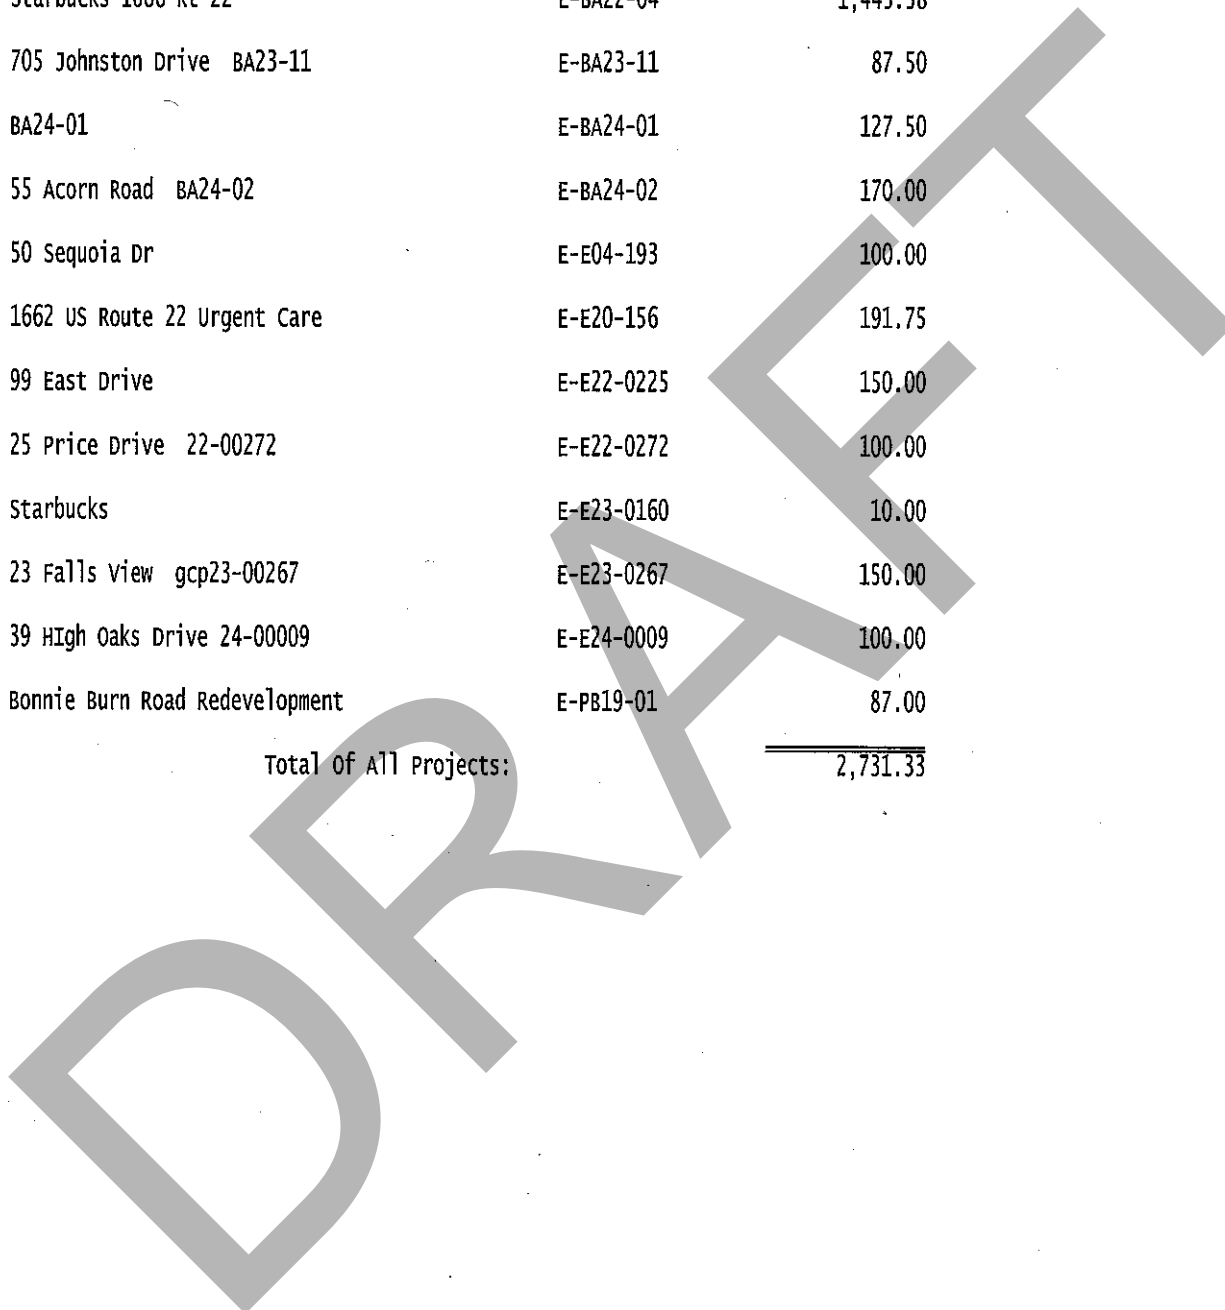 Starbucks Rt 22 E-BA22-04
705 Johnston Drive BA23-11 E-BA23-11 87.50
BA24-01 E-BA24-01 127.50
55 Acorn Road BA24-02 E-BA24-02 170.00
50 Sequoia Dr E-E04-193 100.00
1662 US Route 22 Urgent Care E-E20-156 191.75
99 East Drive E-E22-0225 150.00
25 Price Drive 22-00272 E-E22-0272 100.00
Starbucks E-E23-0160 10.00
23 Falls View gcp23-00267 E-E23-0267 150.00
39 HIgh Oaks Drive 24-00009 E-E24-0009 100.00
Bonnie Burn Road Redevelopment E-PB19-01 87.00
Total Of All Projects: 2,731.33
DRAFT